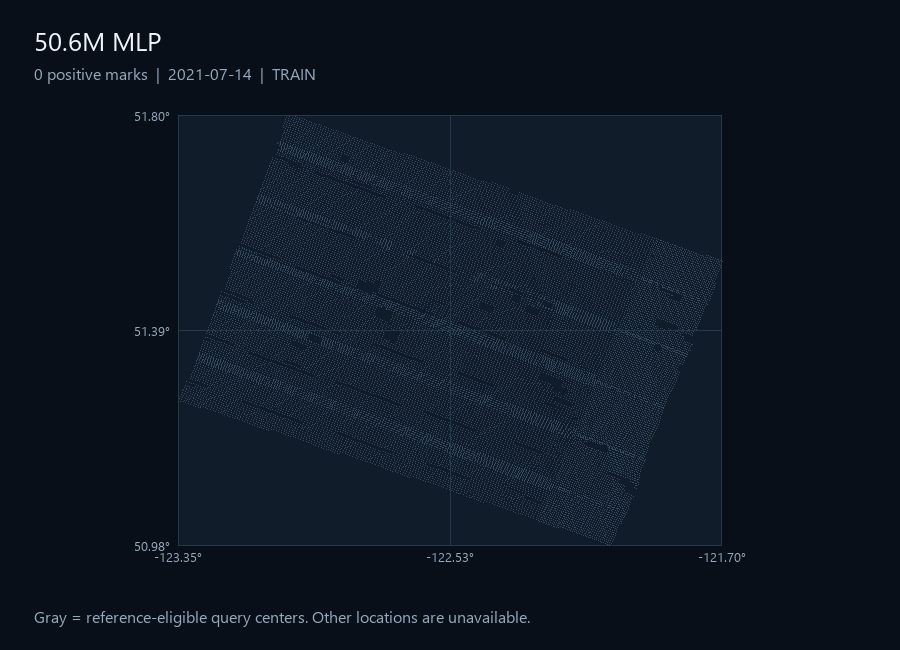 50.6M MLP
0 positive marks | 2021-07-14 | TRAIN
51.80°
51.39°
50.98°
-123.35°
-122.53°
-121.70°
Gray = reference-eligible query centers. Other locations are unavailable.